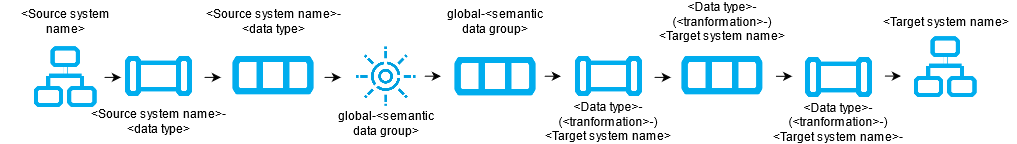 <Source system
name>
<Source system name>-
<data type>
<Source system name>-
<data type>
global-<semantic
data group>
global-<semantic
data group>
<Data type>-
(<tranformation>-)
<Target system name>
<Data type>-
(<tranformation>-)
<Target system name>
<Data type>-
(<tranformation>-)
<Target system name>-
<Target system name>